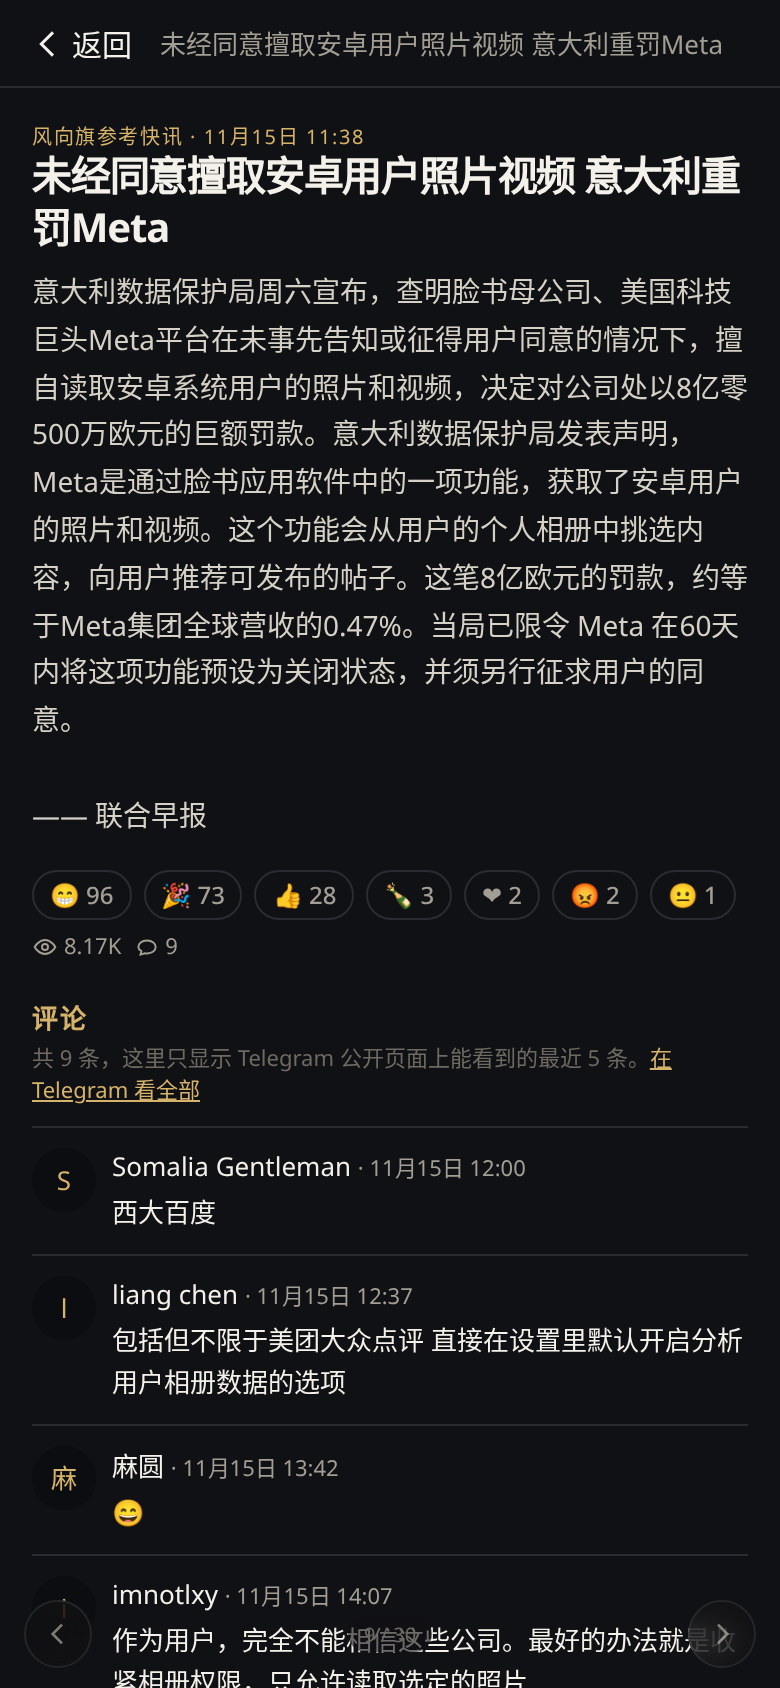 返回 未经同意擅取安卓用户照片视频 意大利重罚Meta
风向旗参考快讯 · 11月15日 11:38
未经同意擅取安卓用户照片视频 意大利重
罚Meta
意大利数据保护局周六宣布，查明脸书母公司、美国科技
巨头Meta平台在未事先告知或征得用户同意的情况下，擅
自读取安卓系统用户的照片和视频，决定对公司处以8亿零
500万欧元的巨额罚款。意大利数据保护局发表声明，
Meta是通过脸书应用软件中的一项功能，获取了安卓用户
的照片和视频。这个功能会从用户的个人相册中挑选内
容，向用户推荐可发布的帖子。这笔8亿欧元的罚款，约等
于Meta集团全球营收的0.47%。当局已限令 Meta 在60天
内将这项功能预设为关闭状态，并须另行征求用户的同
意。
—— 联合早报
😁 96 🎉 73 👍 28 🍾 3 ❤ 2 😡 2 😐 1
8.17K 9
评论
共 9 条，这里只显示 Telegram 公开页面上能看到的最近 5 条。在
Telegram 看全部
S
Somalia Gentleman · 11月15日 12:00
西大百度
l
liang chen · 11月15日 12:37
包括但不限于美团大众点评 直接在设置里默认开启分析
用户相册数据的选项
麻
麻圆 · 11月15日 13:42
😄
imnotlxy · 11月15日 14:07
作为用户，完全不能相信这些公司。最好的办法就是收
紧相册权限，只允许读取选定的照片